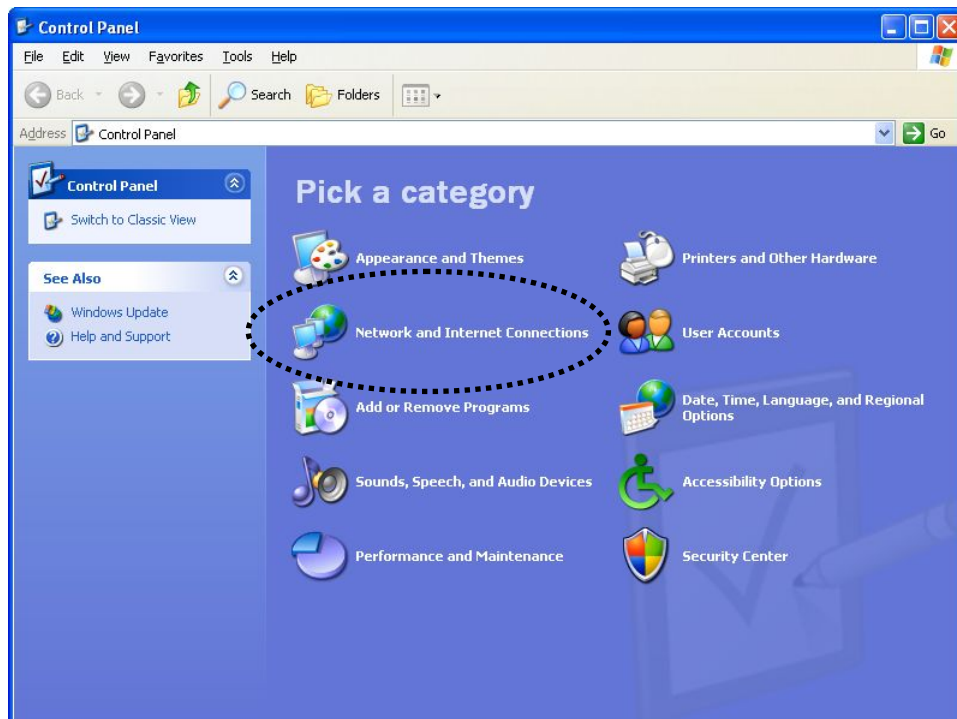 Control Panel
File Edit View Favorites Tools Help
Back Search Folders
Address Control Panel Go
Control Panel
Switch to Classic View
See Also
Windows Update
Help and Support
Pick a category
Appearance and Themes
Printers and Other Hardware
Network and Internet Connections
User Accounts
Add or Remove Programs
Date, Time, Language, and Regional
Options
Sounds, Speech, and Audio Devices
Accessibility Options
Performance and Maintenance
Security Center